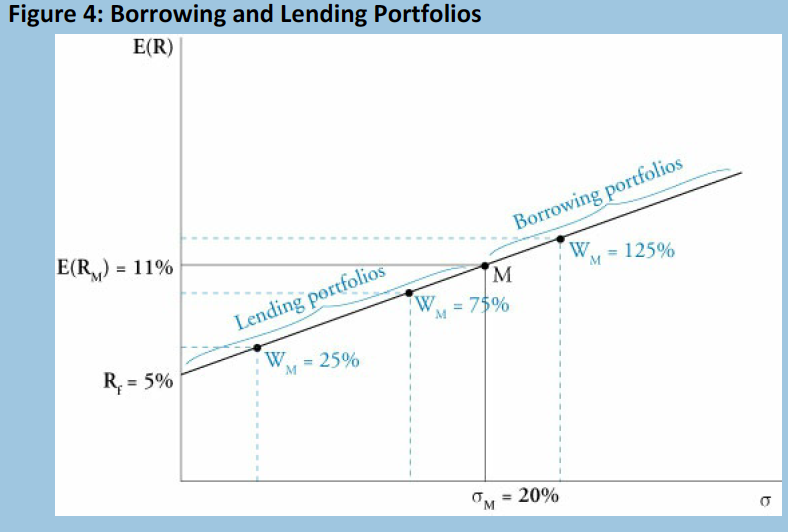 Figure 4: Borrowing and Lending Portfolios
E(R)
Borrowing portfolios
W_M = 125%
E(R_M) = 11%
M
Lending portfolios
W_M = 75%
W_M = 25%
R_f = 5%
σ_M = 20%
σ